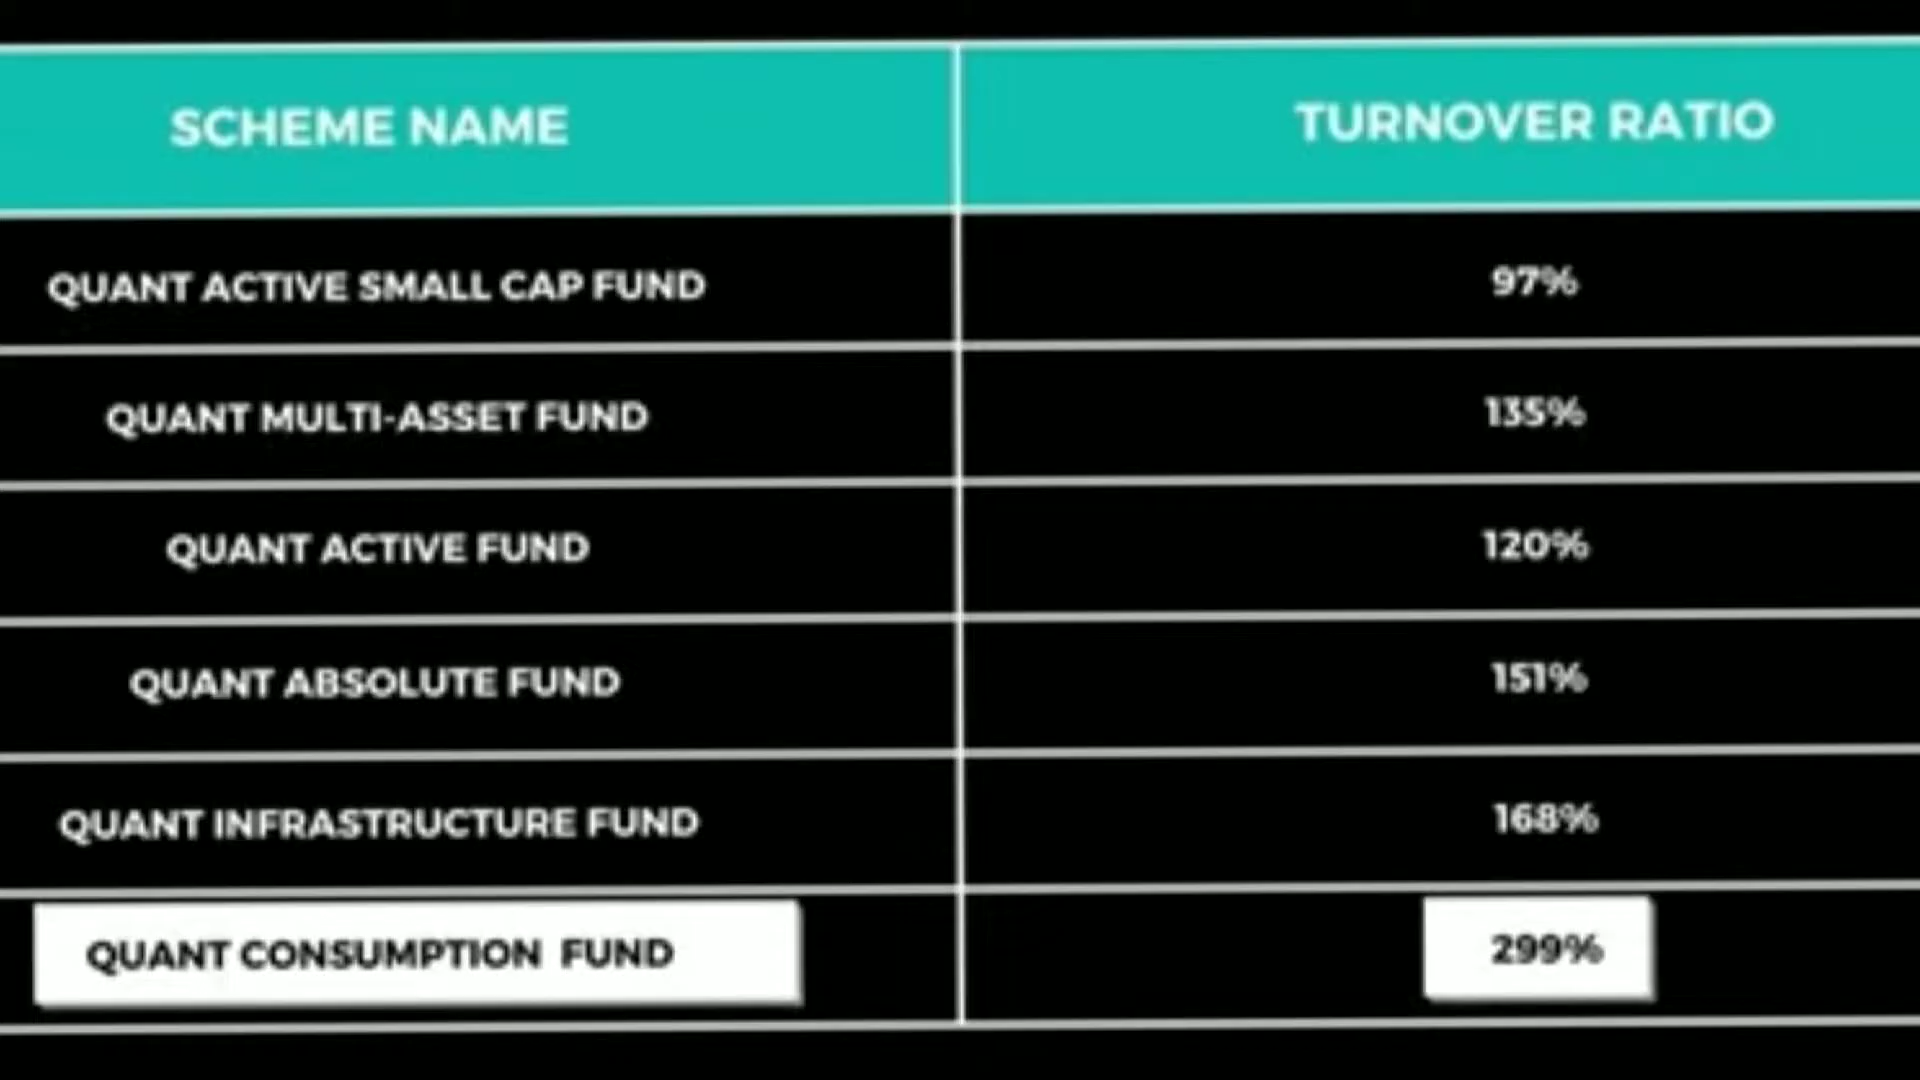 SCHEME NAME TURNOVER RATIO
QUANT ACTIVE SMALL CAP FUND 97%
QUANT MULTI-ASSET FUND 135%
QUANT ACTIVE FUND 120%
QUANT ABSOLUTE FUND 151%
QUANT INFRASTRUCTURE FUND 168%
QUANT CONSUMPTION FUND 299%